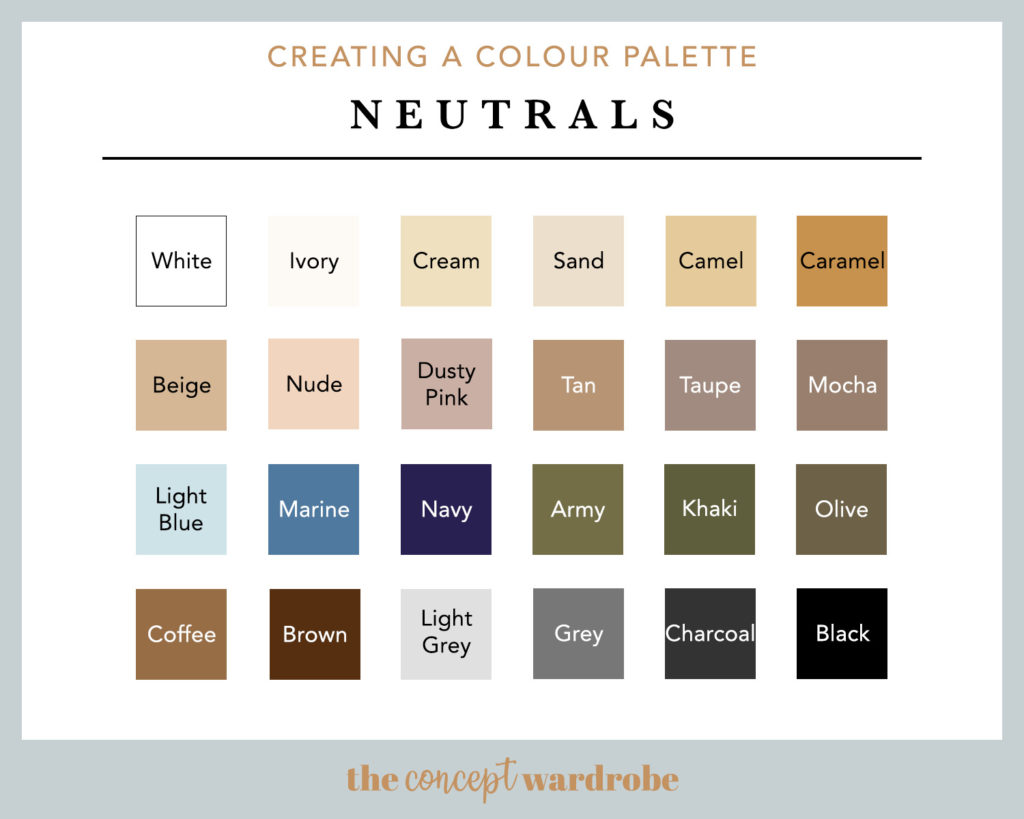 CREATING A COLOUR PALETTE
NEUTRALS
White
Ivory
Cream
Sand
Camel
Caramel
Beige
Nude
Dusty
Pink
Tan
Taupe
Mocha
Light
Blue
Marine
Navy
Army
Khaki
Olive
Coffee
Brown
Light
Grey
Grey
Charcoal
Black
the concept wardrobe